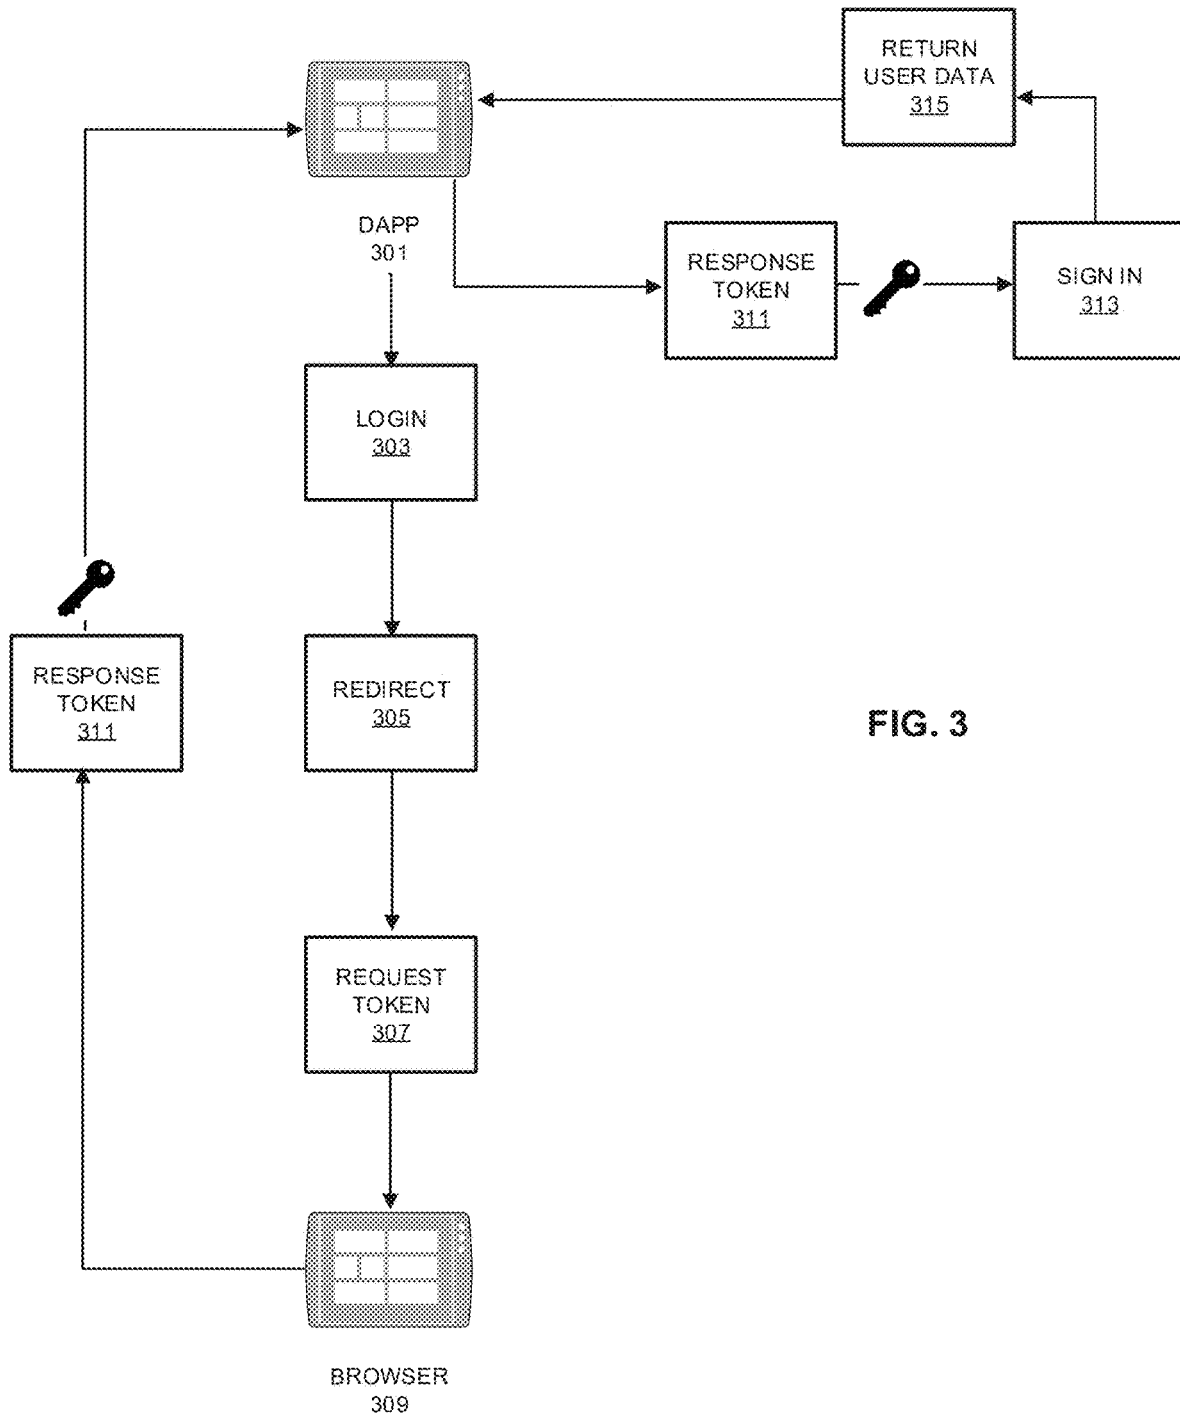 RETURN
USER DATA
315
DAPP
301
RESPONSE
TOKEN
311
SIGN IN
313
LOGIN
303
RESPONSE
TOKEN
311
REDIRECT
305
FIG. 3
REQUEST
TOKEN
307
BROWSER
309